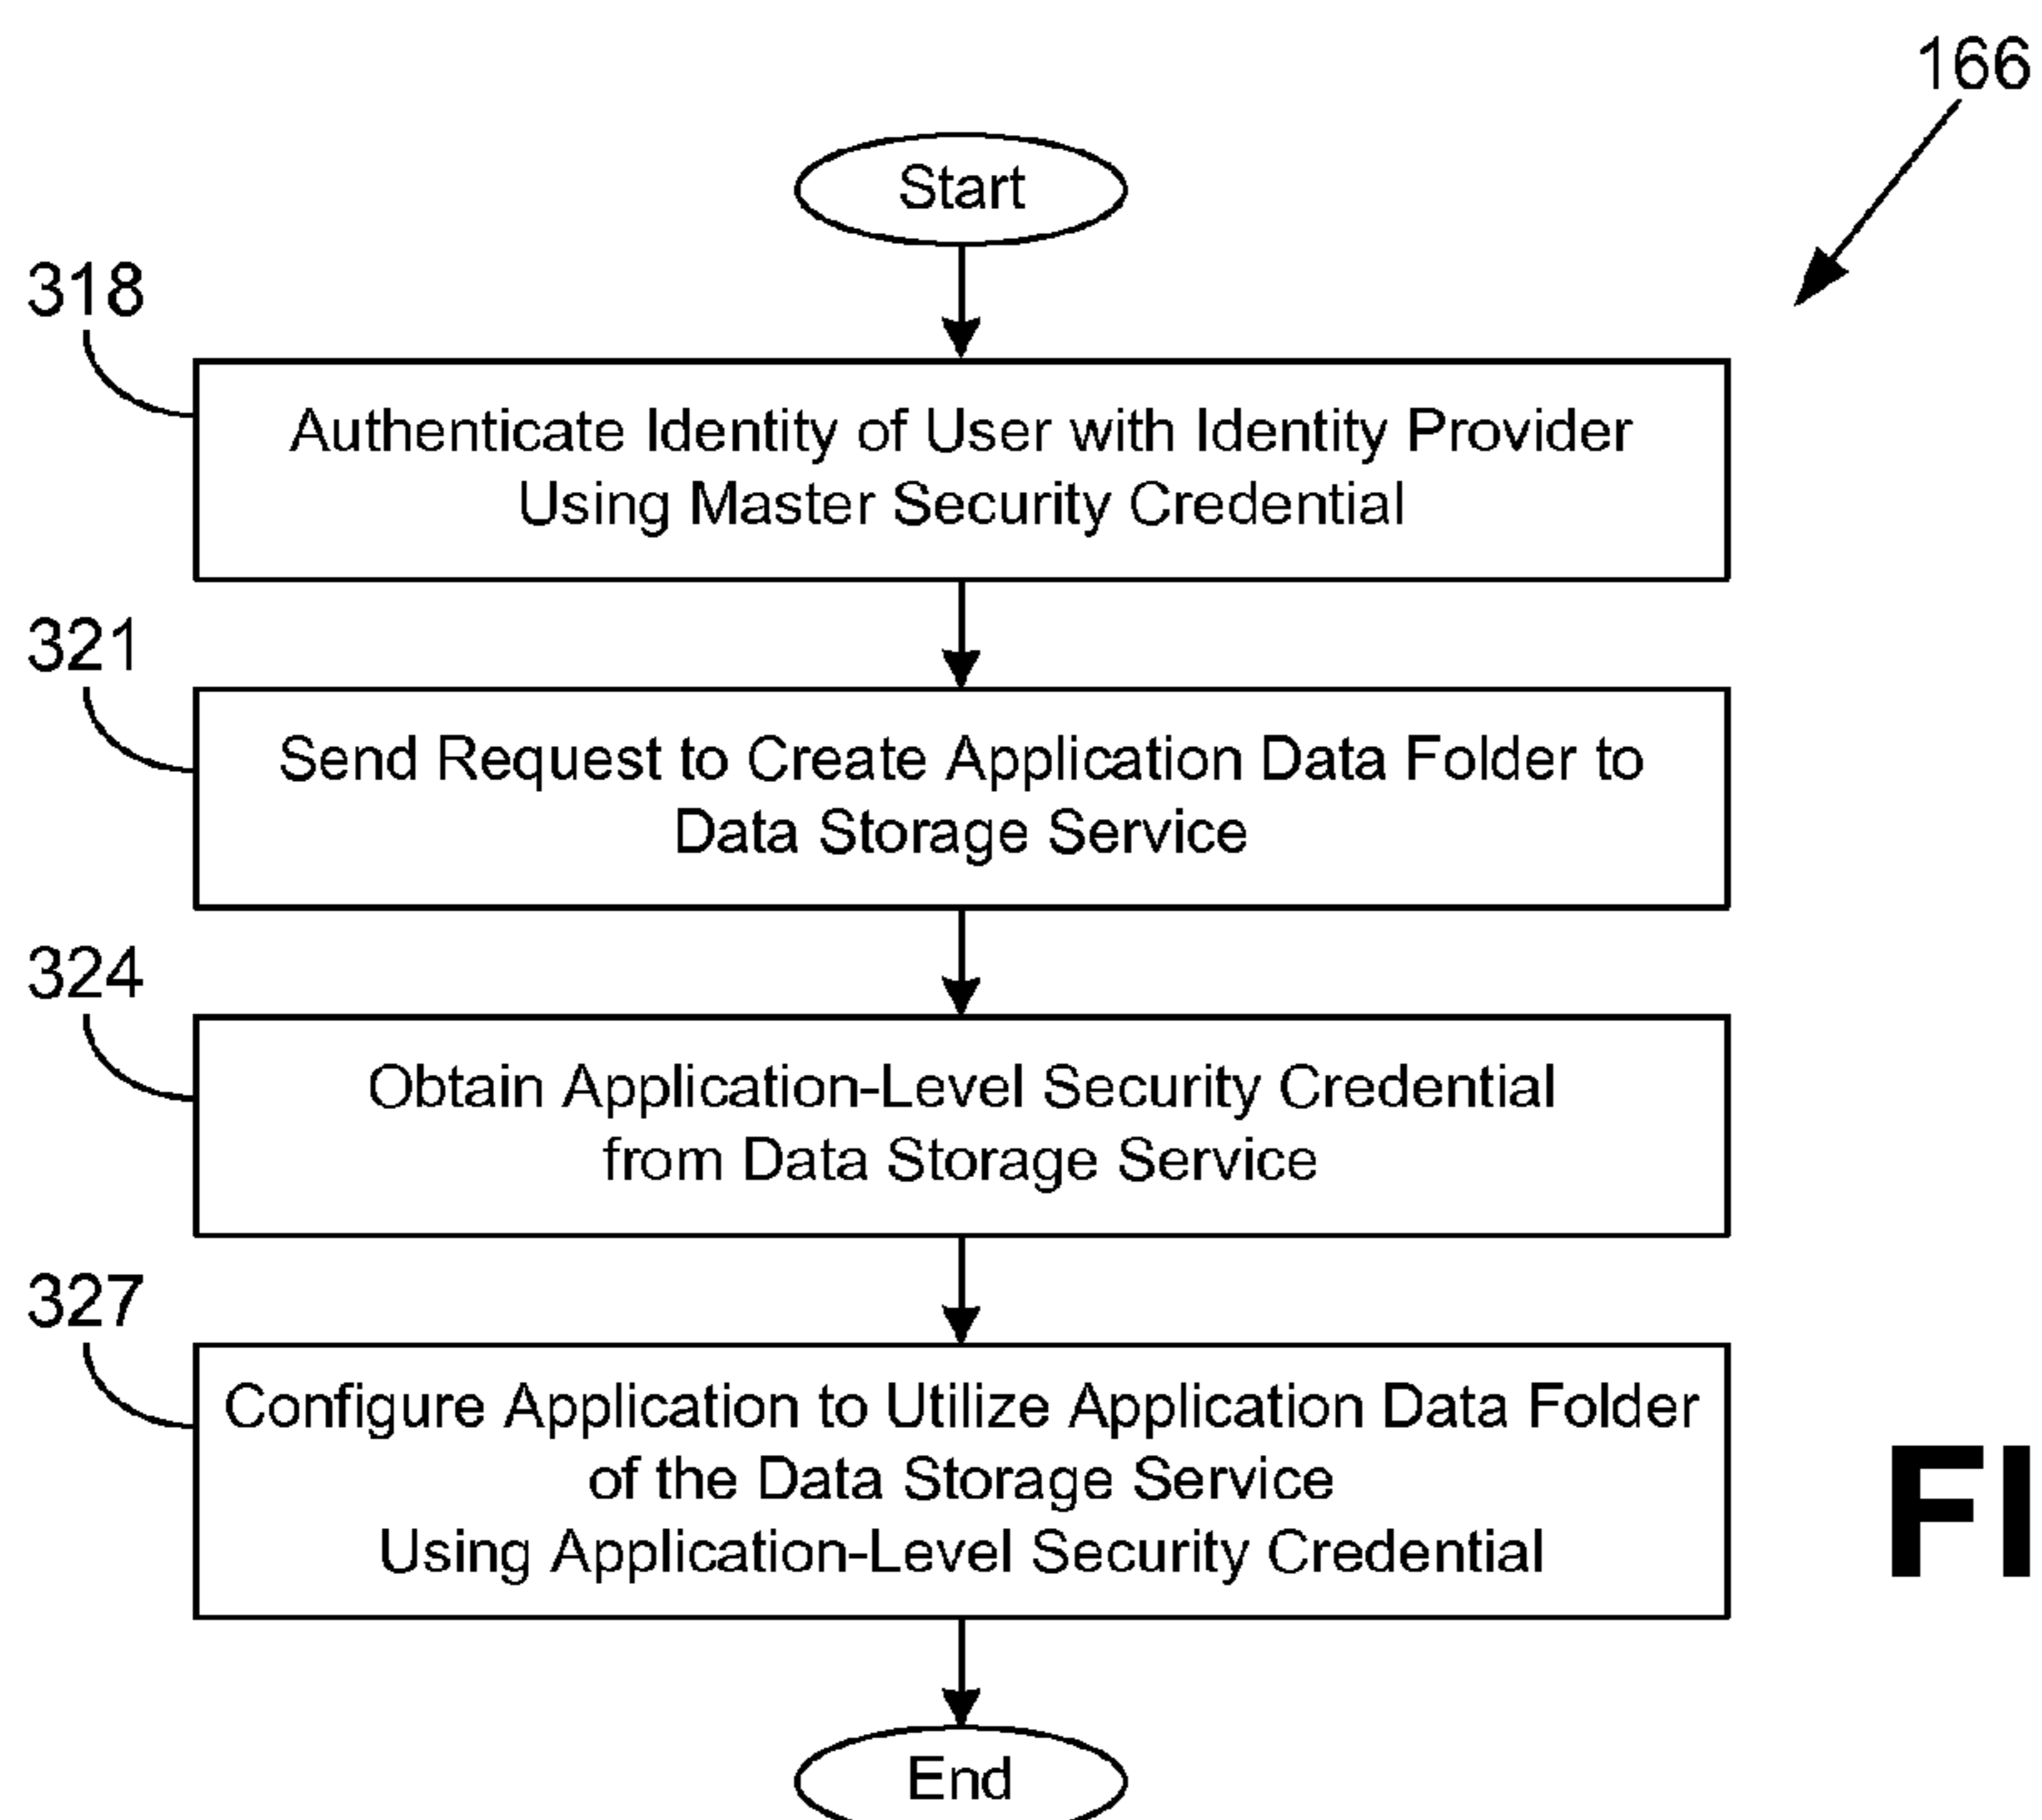 166
Start
318
Authenticate Identity of User with Identity Provider
Using Master Security Credential
321
Send Request to Create Application Data Folder to
Data Storage Service
324
Obtain Application-Level Security Credential
from Data Storage Service
327
Configure Application to Utilize Application Data Folder
of the Data Storage Service
Using Application-Level Security Credential
FI
End